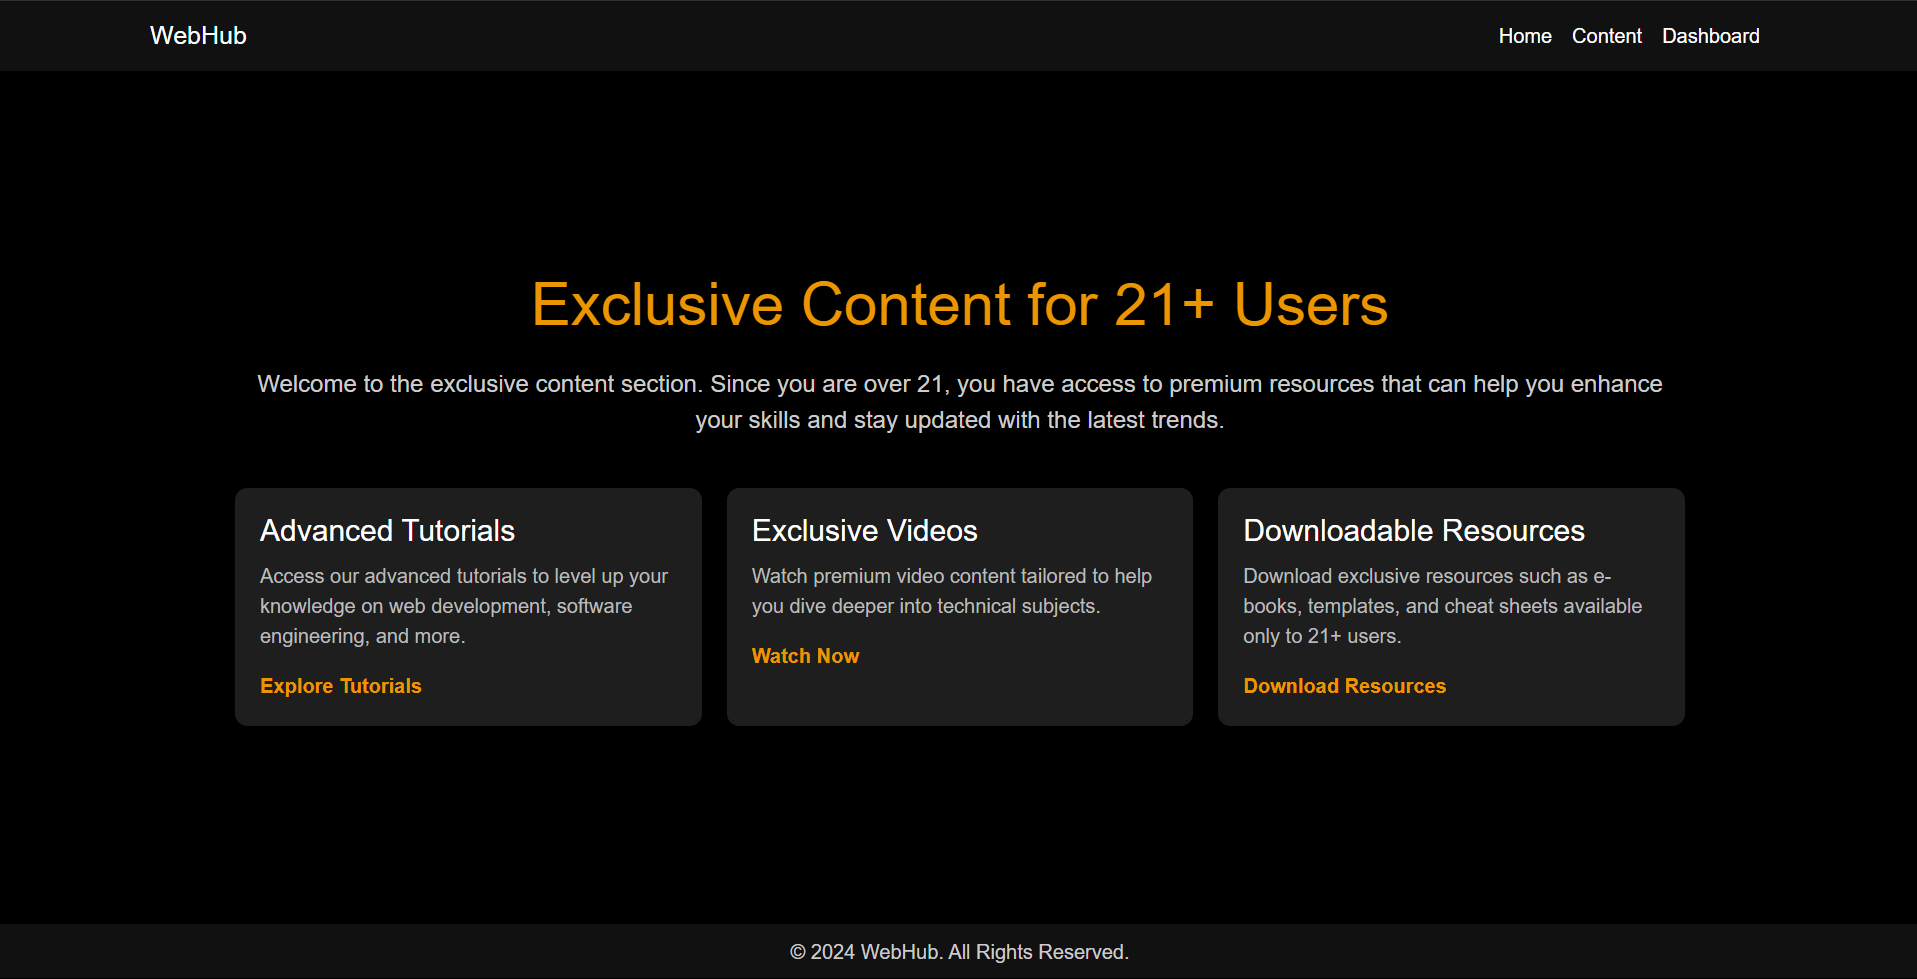 WebHub
Home Content Dashboard
Exclusive Content for 21+ Users
Welcome to the exclusive content section. Since you are over 21, you have access to premium resources that can help you enhance
your skills and stay updated with the latest trends.
Advanced Tutorials
Access our advanced tutorials to level up your
knowledge on web development, software
engineering, and more.
Explore Tutorials
Exclusive Videos
Watch premium video content tailored to help
you dive deeper into technical subjects.
Watch Now
Downloadable Resources
Download exclusive resources such as e-
books, templates, and cheat sheets available
only to 21+ users.
Download Resources
© 2024 WebHub. All Rights Reserved.